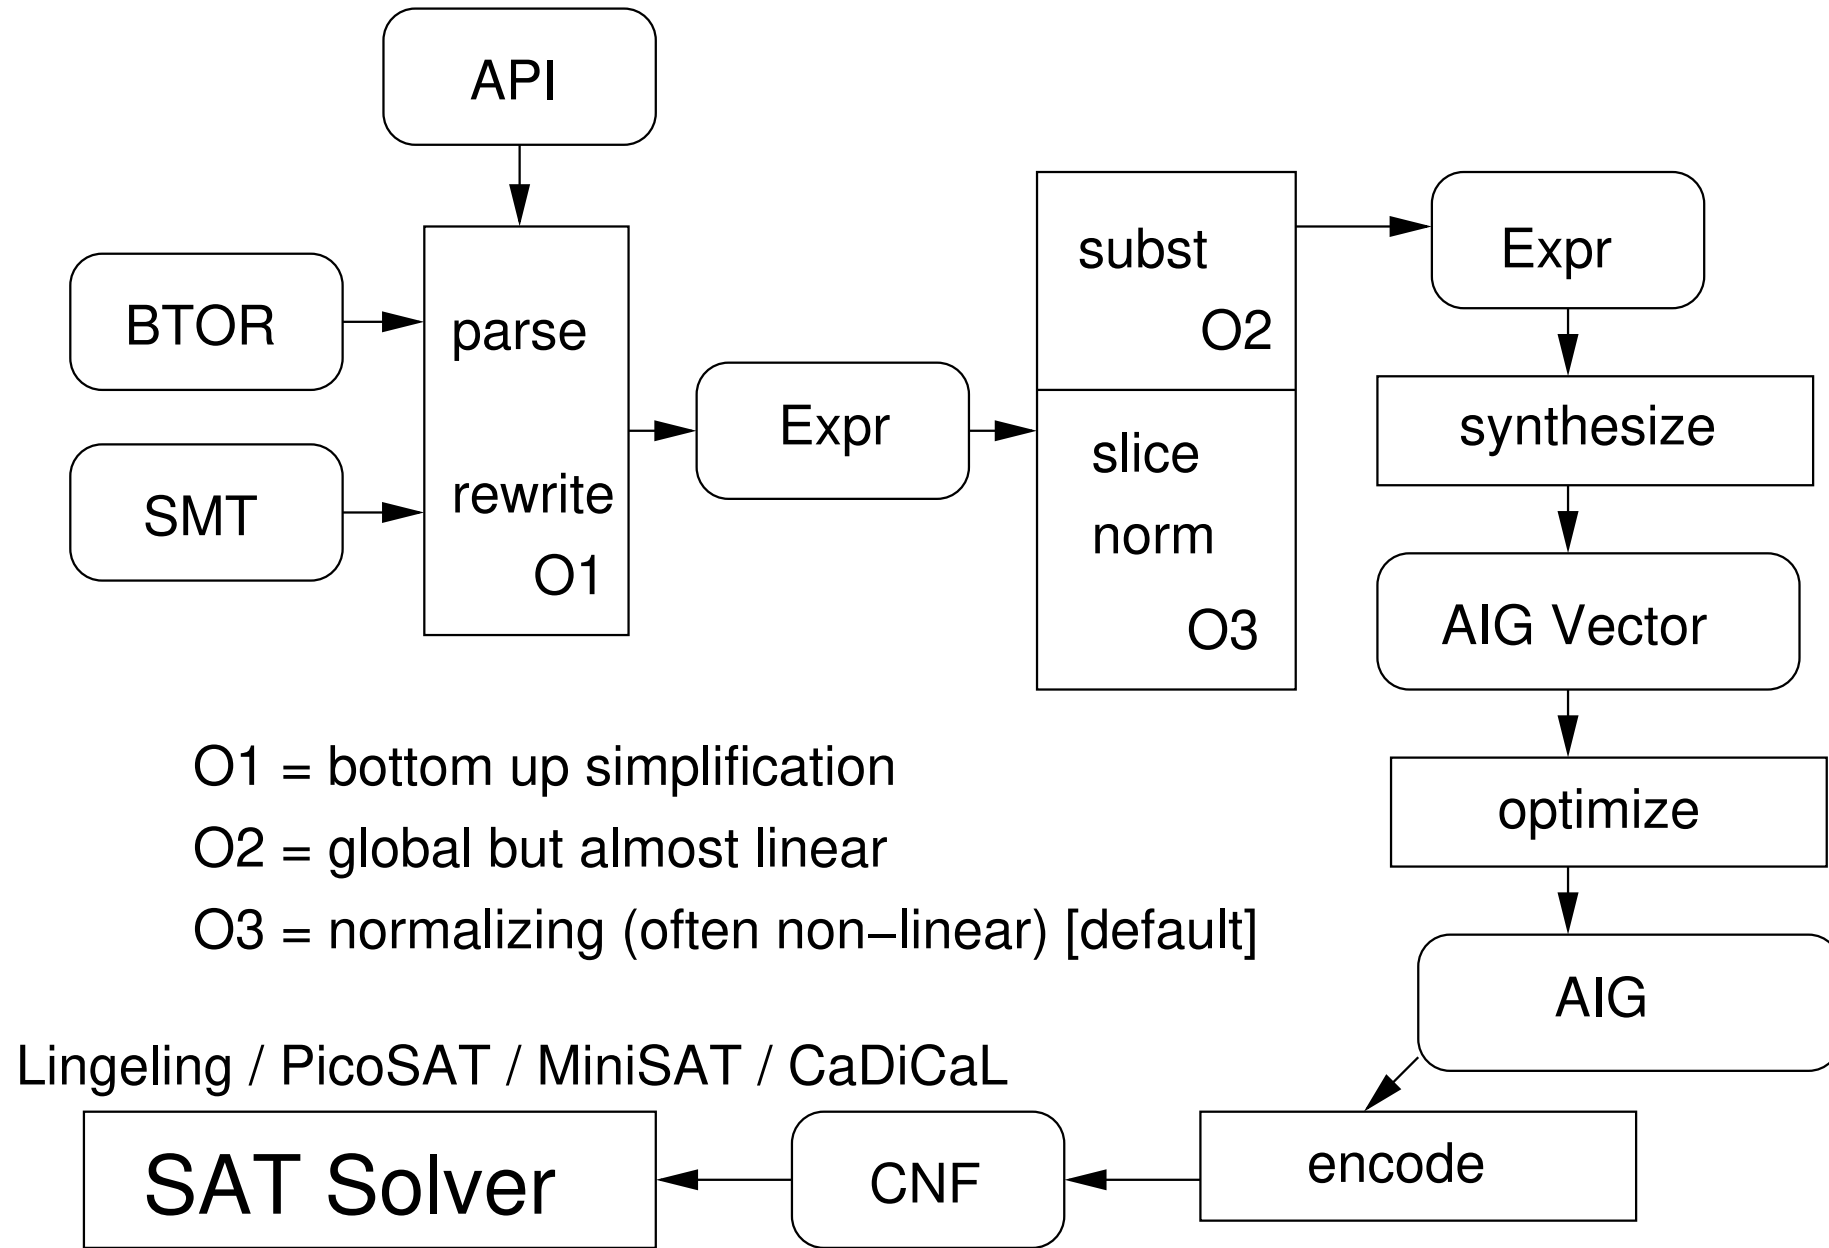 API
BTOR
SMT
parse
rewrite
O1
Expr
subst
O2
slice
norm
O3
Expr
synthesize
AIG Vector
optimize
AIG
encode
CNF
O1 = bottom up simplification
O2 = global but almost linear
O3 = normalizing (often non−linear) [default]
Lingeling / PicoSAT / MiniSAT / CaDiCaL
SAT Solver